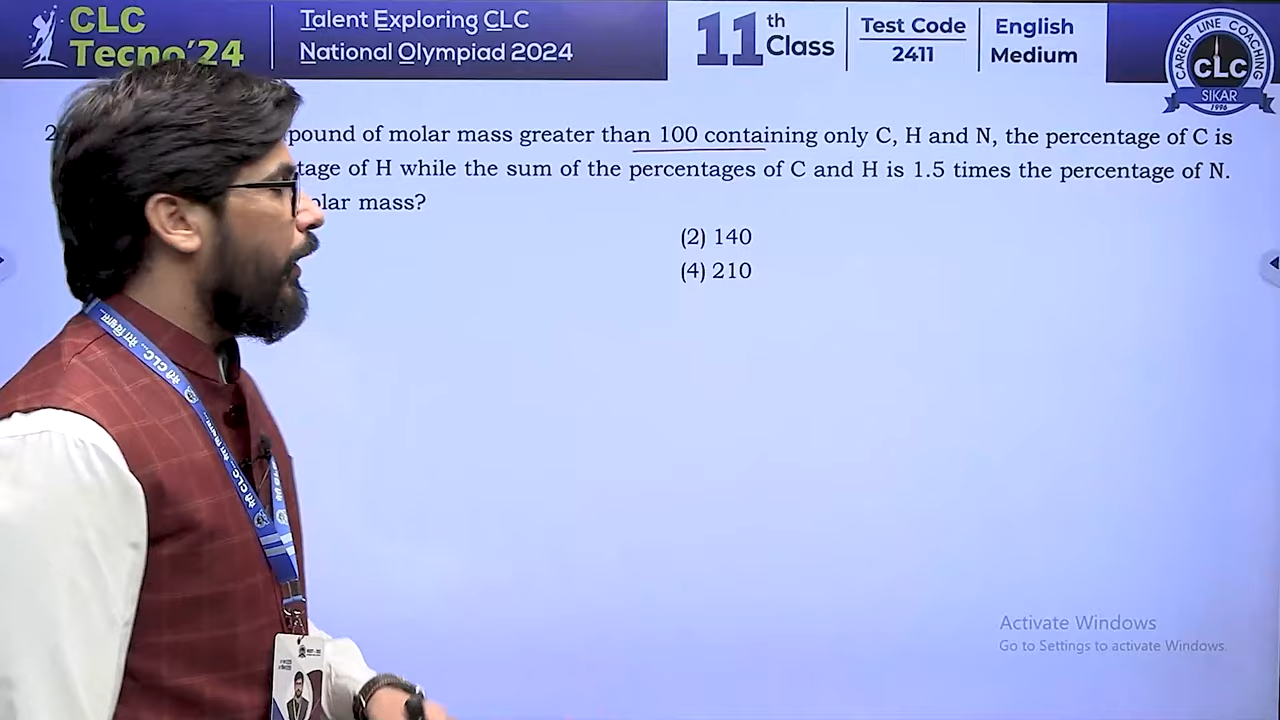 CLC
Tecno'24
Talent Exploring CLC
National Olympiad 2024
11th Class
Test Code
2411
English
Medium
CAREER LINE COACHING
CLC
SIKAR
1996
2
pound of molar mass greater than 100 containing only C, H and N, the percentage of C is
tage of H while the sum of the percentages of C and H is 1.5 times the percentage of N.
olar mass?
(2) 140
(4) 210
CLC
Activate Windows
Go to Settings to activate Windows.